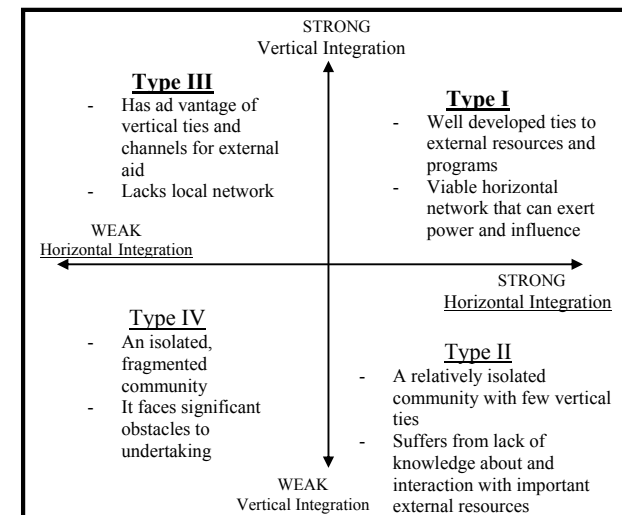 STRONG
Vertical Integration
Type III
- Has ad vantage of
vertical ties and
channels for external
aid
- Lacks local network
Type I
- Well developed ties to
external resources and
programs
- Viable horizontal
network that can exert
power and influence
WEAK
Horizontal Integration
STRONG
Horizontal Integration
Type IV
- An isolated,
fragmented
community
- It faces significant
obstacles to
undertaking
Type II
- A relatively isolated
community with few vertical
ties
- Suffers from lack of
knowledge about and
interaction with important
external resources
WEAK
Vertical Integration